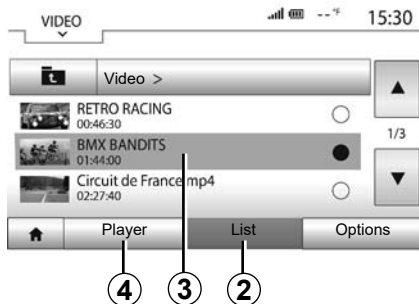 VIDEO
--°F 15:30
Video >
RETRO RACING
00:46:30
1/3
BMX BANDITS
01:44:00
Circuit de France mp4
02:27:40
Player List Options
4 3 2